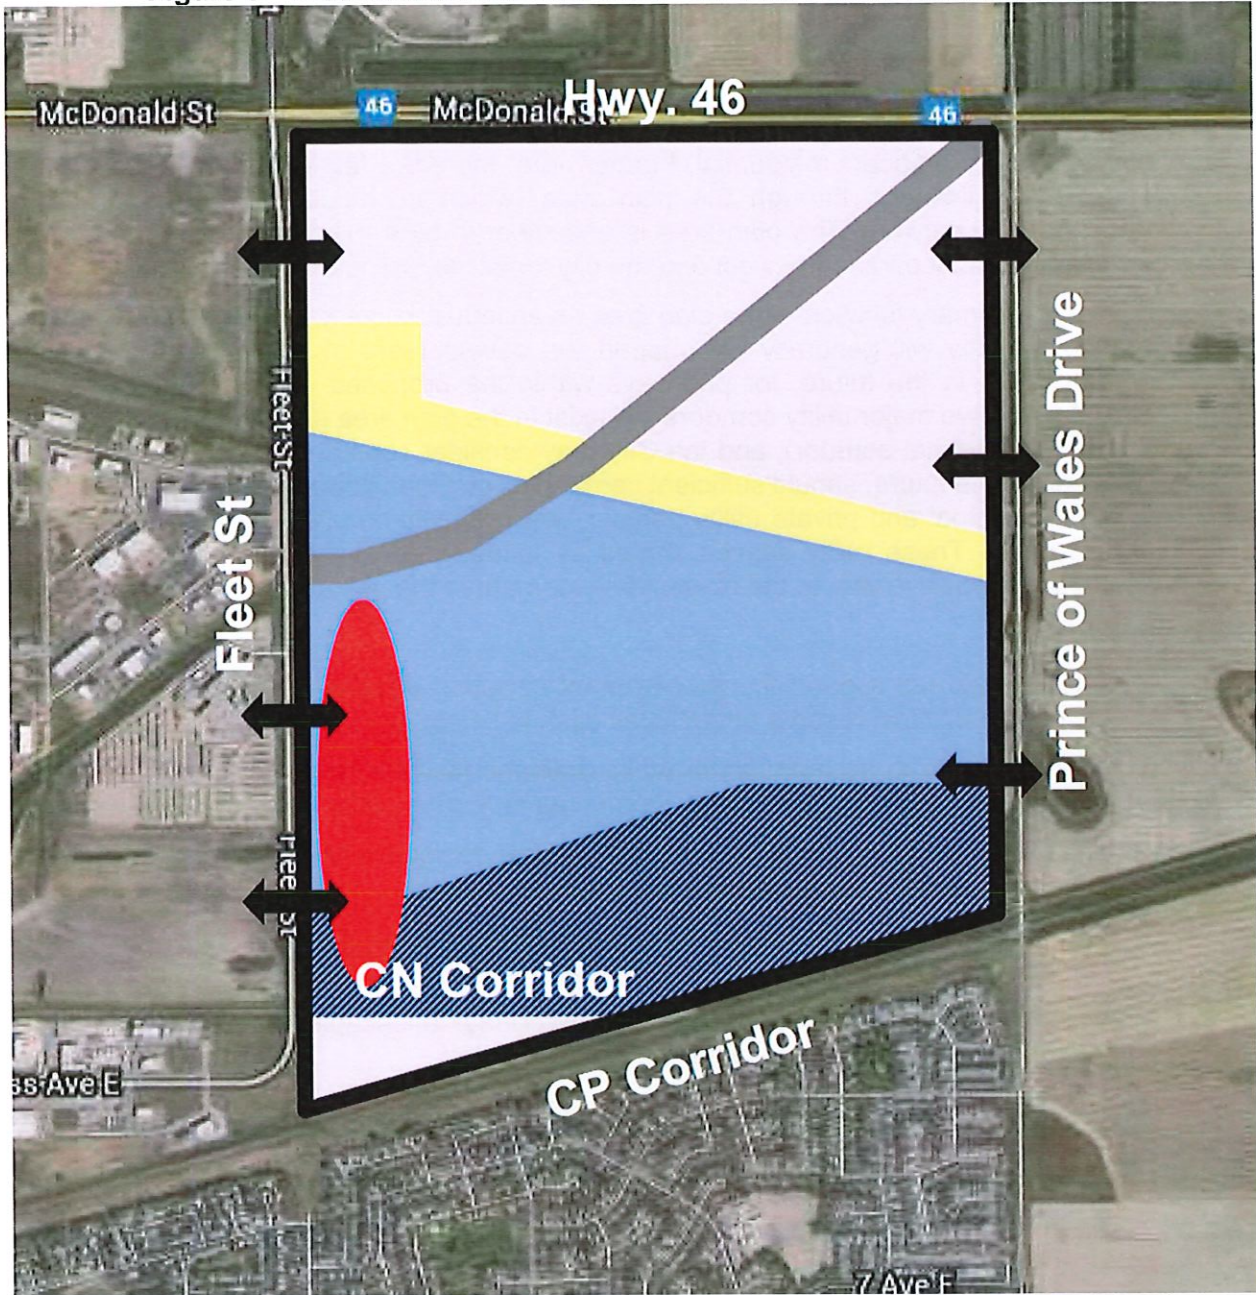 Hwy. 46
McDonald St
46
McDonald St
46
Fleet St
Fleet St
Prince of Wales Drive
Fleet St
CN Corridor
CP Corridor
ss Ave E
7 Ave E